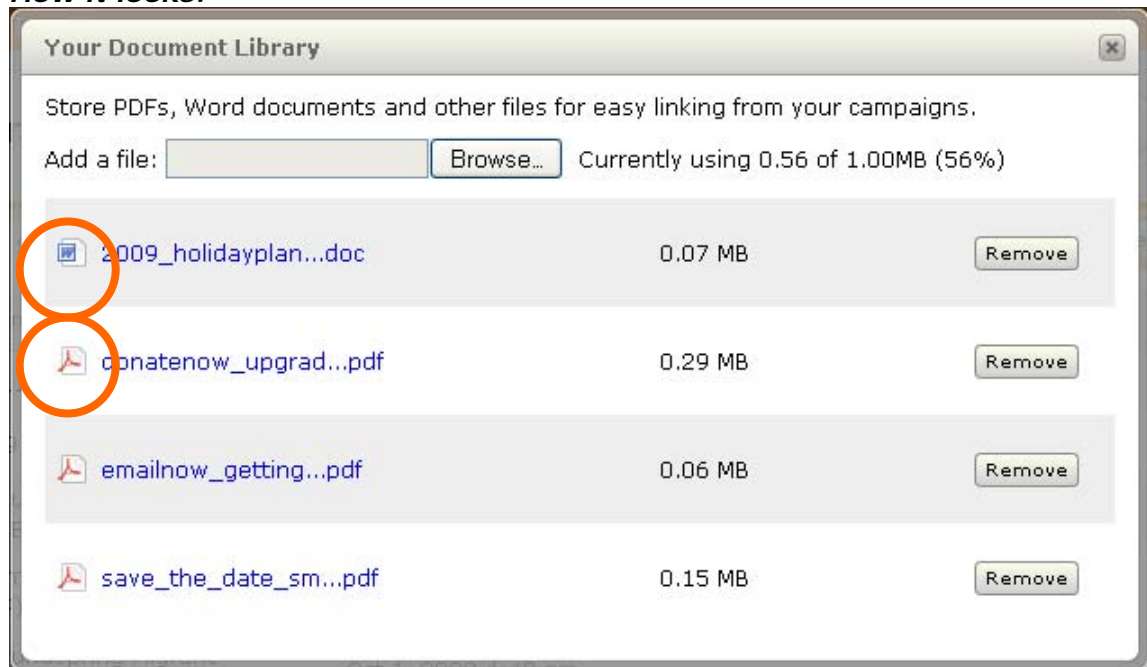 Your Document Library
Store PDFs, Word documents and other files for easy linking from your campaigns.
Add a file: Browse... Currently using 0.56 of 1.00MB (56%)
2009_holidayplan...doc 0.07 MB Remove
donatenow_upgrad...pdf 0.29 MB Remove
emailnow_getting...pdf 0.06 MB Remove
save_the_date_sm...pdf 0.15 MB Remove